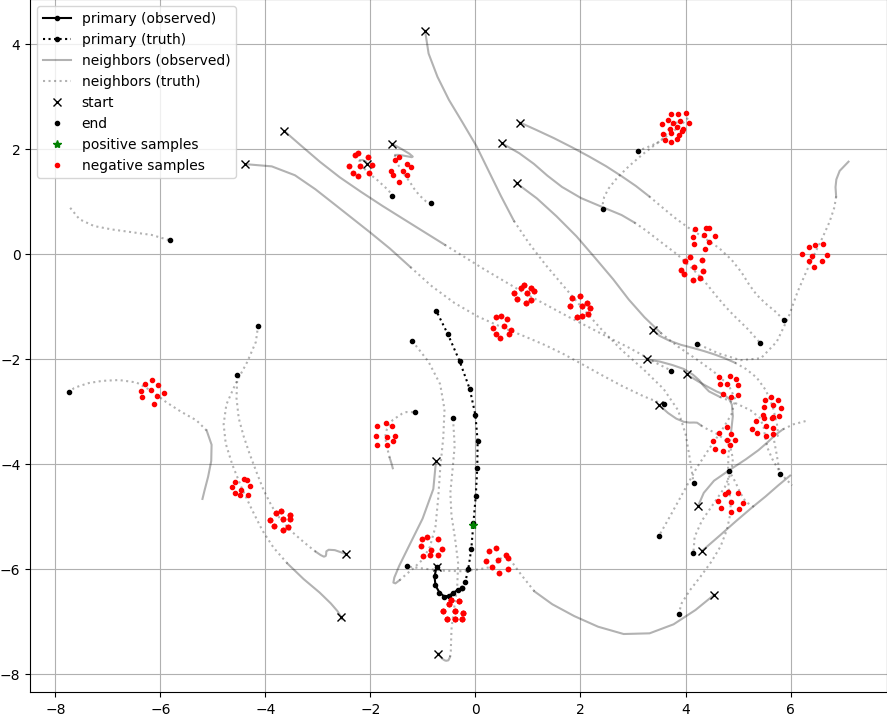 primary (observed)
primary (truth)
neighbors (observed)
neighbors (truth)
start
end
positive samples
negative samples
4
2
0
−2
−4
−6
−8
−8 −6 −4 −2 0 2 4 6